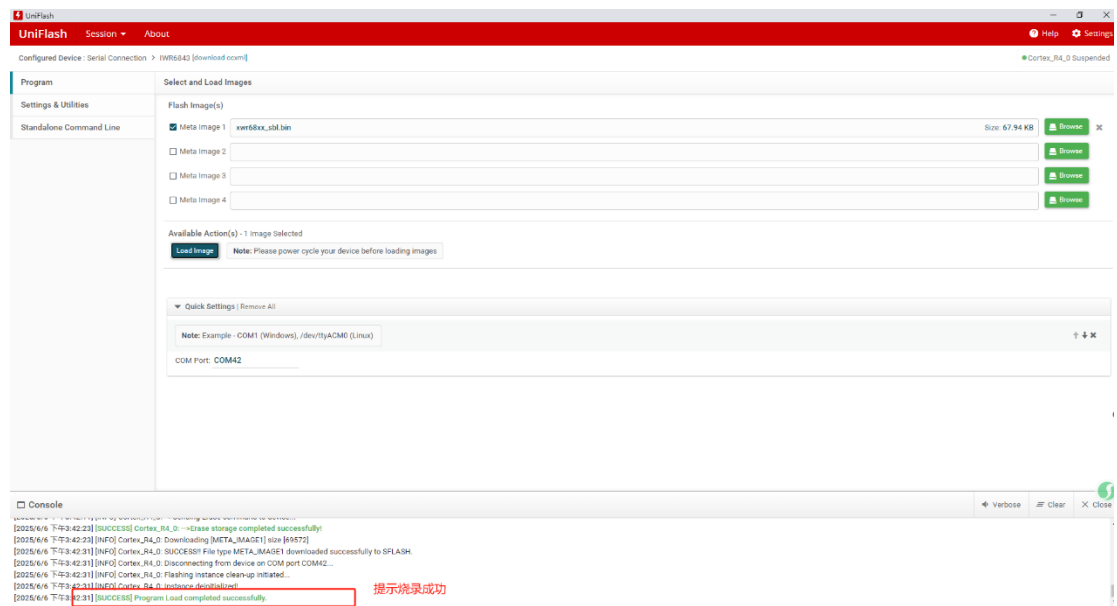 UniFlash
UniFlash Session About Help Settings
Configured Device : Serial Connection > IWR6843 [download ccxml] Cortex_R4_0 Suspended
Program
Settings & Utilities
Standalone Command Line
Select and Load Images
Flash Image(s)
Meta Image 1 xwr68xx_sbl.bin Size: 67.94 KB Browse
Meta Image 2 Browse
Meta Image 3 Browse
Meta Image 4 Browse
Available Action(s) - 1 Image Selected
Load Image Note: Please power cycle your device before loading images
Quick Settings | Remove All
Note: Example - COM1 (Windows), /dev/ttyACM0 (Linux)
COM Port: COM42
Console Verbose Clear Close
[2025/6/6 下午3:42:23] [SUCCESS] Cortex_R4_0: -->Erase storage completed successfully!
[2025/6/6 下午3:42:23] [INFO] Cortex_R4_0: Downloading [META_IMAGE1] size [69572]
[2025/6/6 下午3:42:31] [INFO] Cortex_R4_0: SUCCESS!! File type META_IMAGE1 downloaded successfully to SFLASH.
[2025/6/6 下午3:42:31] [INFO] Cortex_R4_0: Disconnecting from device on COM port COM42...
[2025/6/6 下午3:42:31] [INFO] Cortex_R4_0: Flashing instance clean-up initiated...
[2025/6/6 下午3:42:31] [INFO] Cortex_R4_0: Instance deinitialized!
[2025/6/6 下午3:42:31] [SUCCESS] Program Load completed successfully.
提示烧录成功